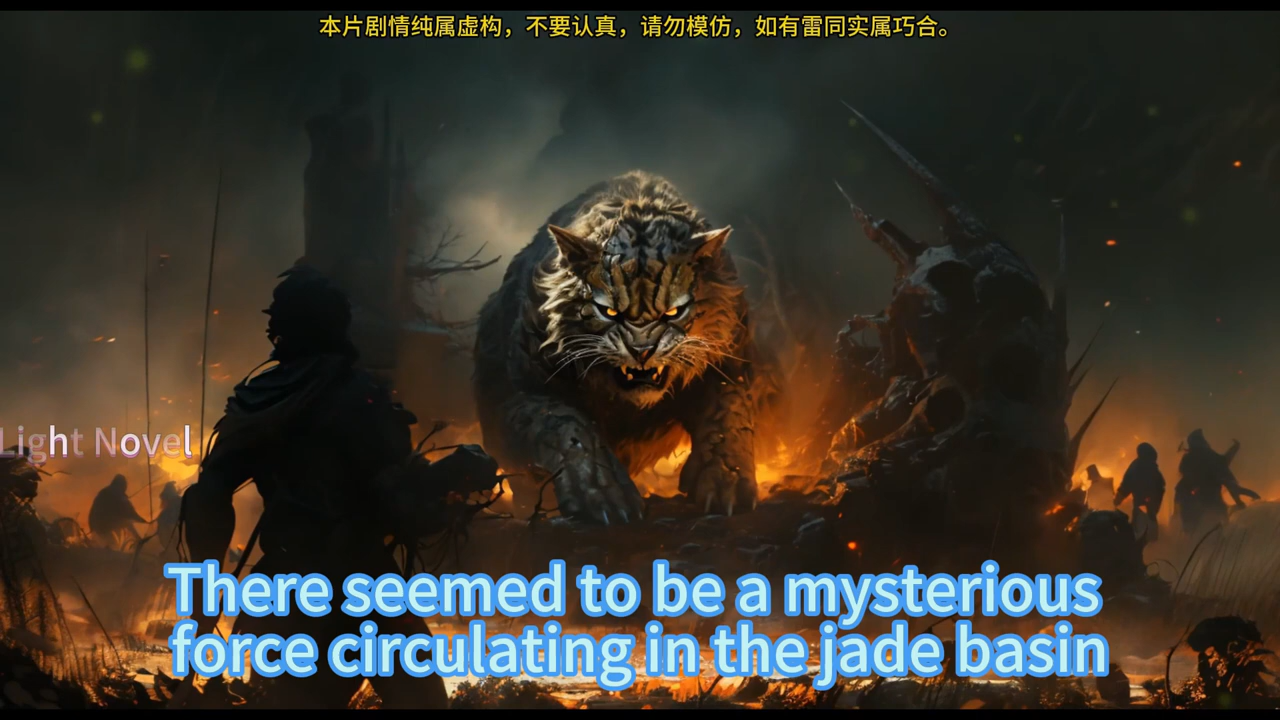 本片剧情纯属虚构，不要认真，请勿模仿，如有雷同实属巧合。
Light Novel
There seemed to be a mysterious
force circulating in the jade basin